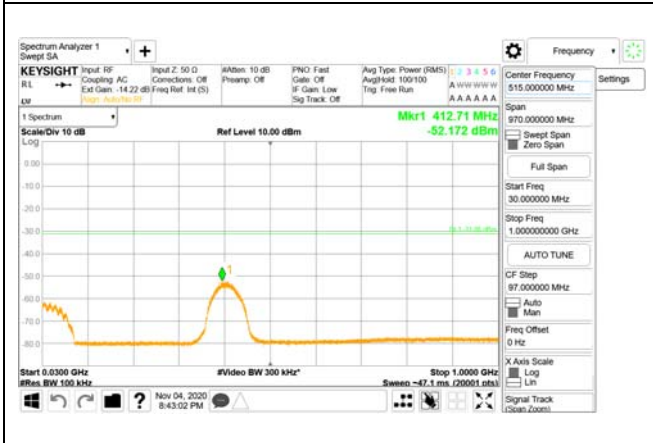 Spectrum Analyzer 1
Swept SA
+
Frequency
KEYSIGHT
RL
Input: RF
Coupling: AC
Ext Gain: -14.22 dB
Align: Auto/No RF
Input Z: 50 Ω
Corrections: Off
Freq Ref: Int (S)
#Atten: 10 dB
Preamp: Off
PNO: Fast
Gate: Off
IF Gain: Low
Sig Track: Off
Avg Type: Power (RMS)
Avg|Hold: 100/100
Trig: Free Run
1 2 3 4 5 6
A W W W W W
A A A A A A
Center Frequency
515.000000 MHz
Settings
1 Spectrum
Scale/Div 10 dB
Log
Ref Level 10.00 dBm
Mkr1 412.71 MHz
-52.172 dBm
0.00
-10.0
-20.0
-30.0
-40.0
-50.0
-60.0
-70.0
-80.0
1
Start 0.0300 GHz
#Res BW 100 kHz
#Video BW 300 kHz*
Stop 1.0000 GHz
Sweep ~47.1 ms (20001 pts)
Span
970.000000 MHz
Swept Span
Zero Span
Full Span
Start Freq
30.000000 MHz
Stop Freq
1.000000000 GHz
AUTO TUNE
CF Step
97.000000 MHz
Auto
Man
Freq Offset
0 Hz
X Axis Scale
Log
Lin
Signal Track
(Span Zoom)
?
Nov 04, 2020
8:43:02 PM